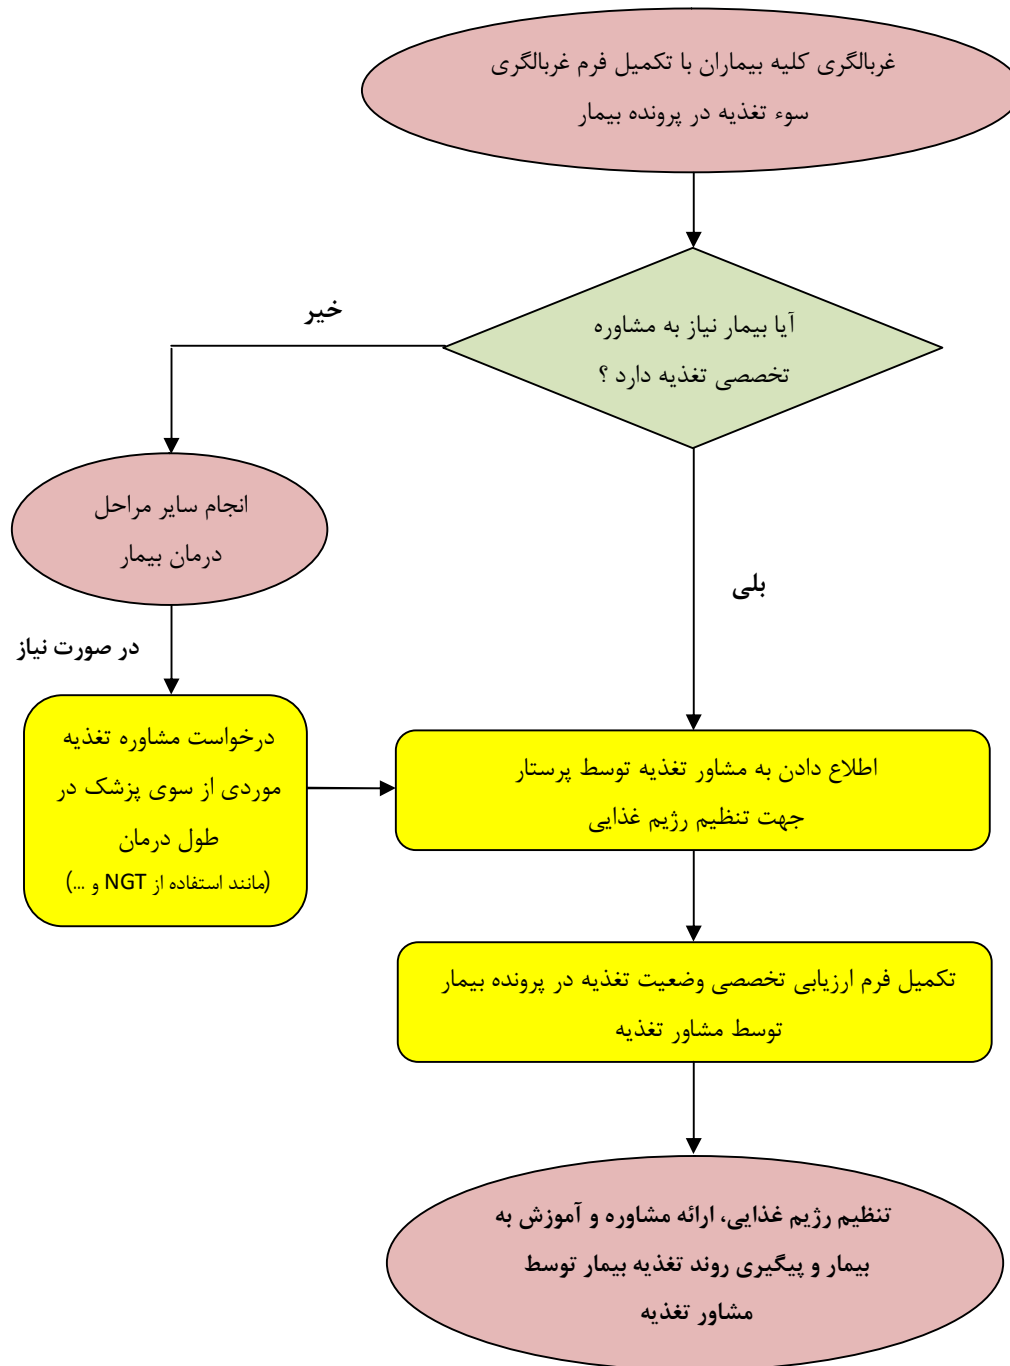 غربالگری کلیه بیماران با تکمیل فرم غربالگری
سوء تغذیه در پرونده بیمار
آیا بیمار نیاز به مشاوره
تخصصی تغذیه دارد ؟
خیر
انجام سایر مراحل
درمان بیمار
بلی
در صورت نیاز
درخواست مشاوره تغذیه
موردی از سوی پزشک در
طول درمان
(مانند استفاده از NGT و ...)
اطلاع دادن به مشاور تغذیه توسط پرستار
جهت تنظیم رژیم غذایی
تکمیل فرم ارزیابی تخصصی وضعیت تغذیه در پرونده بیمار
توسط مشاور تغذیه
تنظیم رژیم غذایی، ارائه مشاوره و آموزش به
بیمار و پیگیری روند تغذیه بیمار توسط
مشاور تغذیه